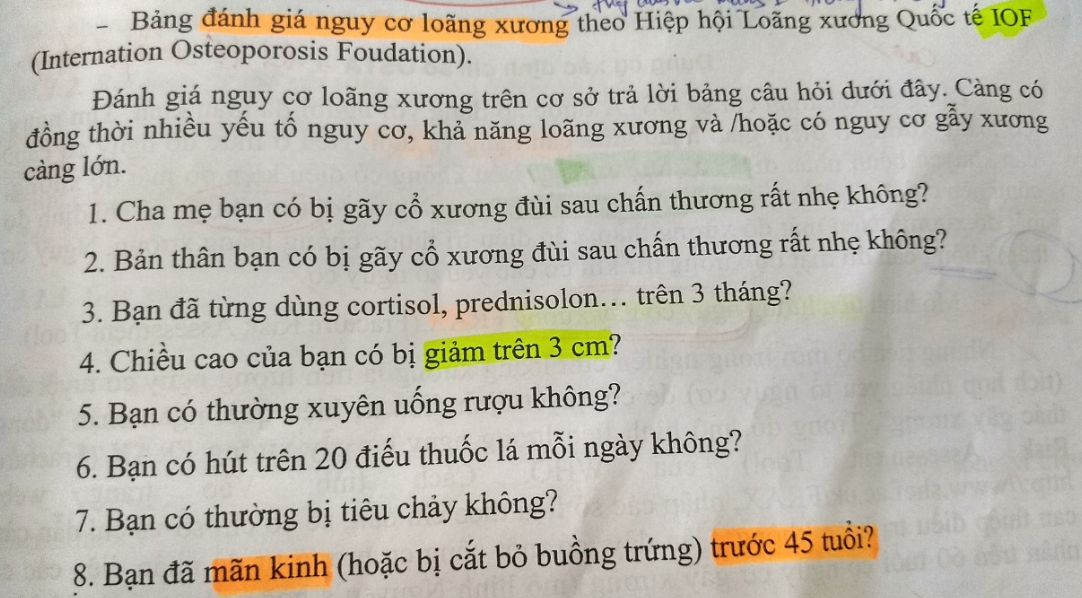 – Bảng đánh giá nguy cơ loãng xương theo Hiệp hội Loãng xương Quốc tế IOF
(Internation Osteoporosis Foudation).
Đánh giá nguy cơ loãng xương trên cơ sở trả lời bảng câu hỏi dưới đây. Càng có
đồng thời nhiều yếu tố nguy cơ, khả năng loãng xương và /hoặc có nguy cơ gẫy xương
càng lớn.
1. Cha mẹ bạn có bị gãy cổ xương đùi sau chấn thương rất nhẹ không?
2. Bản thân bạn có bị gãy cổ xương đùi sau chấn thương rất nhẹ không?
3. Bạn đã từng dùng cortisol, prednisolon… trên 3 tháng?
4. Chiều cao của bạn có bị giảm trên 3 cm?
5. Bạn có thường xuyên uống rượu không?
6. Bạn có hút trên 20 điếu thuốc lá mỗi ngày không?
7. Bạn có thường bị tiêu chảy không?
8. Bạn đã mãn kinh (hoặc bị cắt bỏ buồng trứng) trước 45 tuổi?